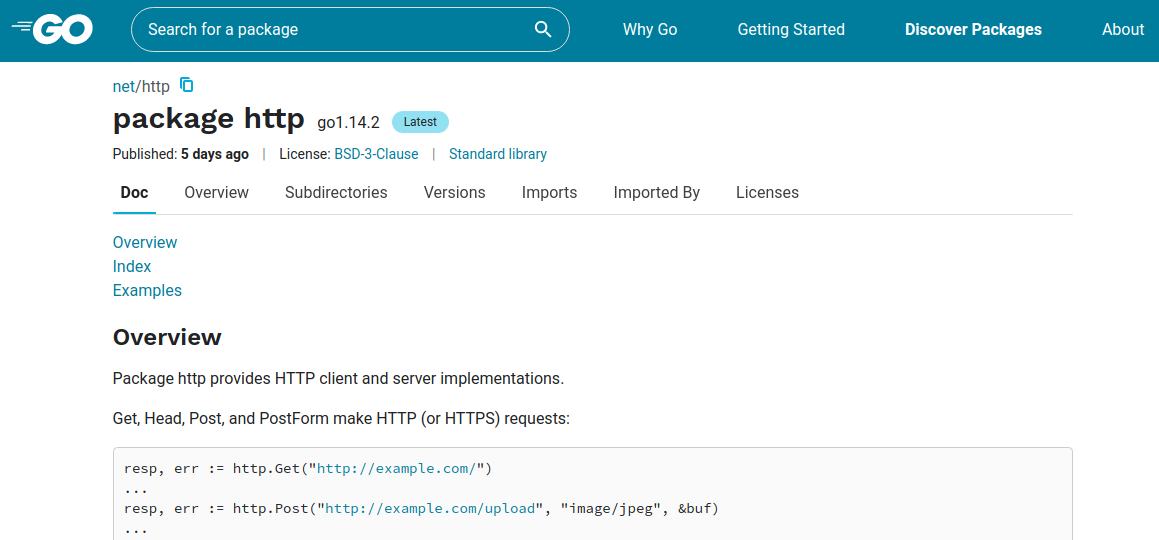 GO Search for a package Why Go Getting Started Discover Packages About
net/http
package http go1.14.2 Latest
Published: 5 days ago | License: BSD-3-Clause | Standard library
Doc Overview Subdirectories Versions Imports Imported By Licenses
Overview
Index
Examples
Overview
Package http provides HTTP client and server implementations.
Get, Head, Post, and PostForm make HTTP (or HTTPS) requests:
resp, err := http.Get("http://example.com/")
...
resp, err := http.Post("http://example.com/upload", "image/jpeg", &buf)
...